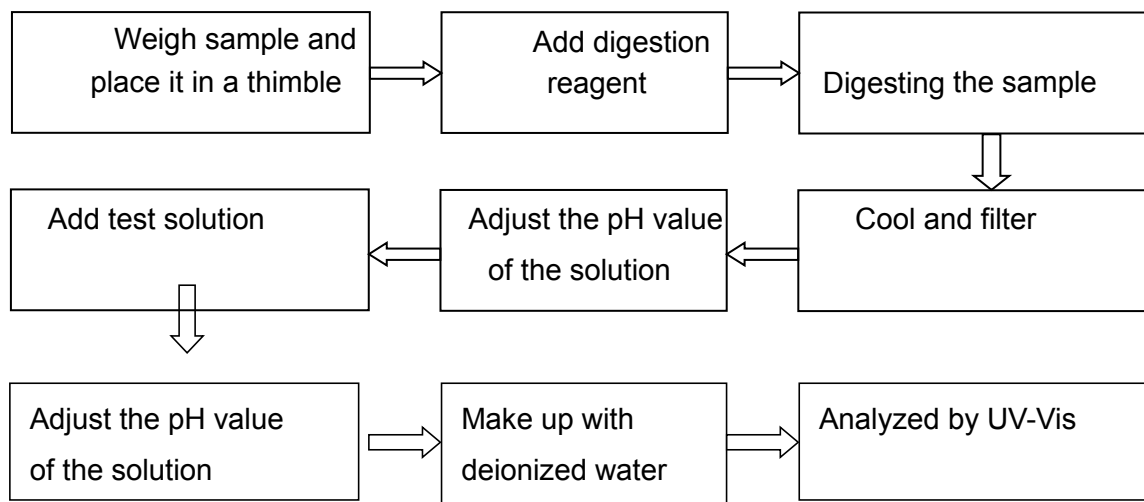 Weigh sample and
place it in a thimble
Add digestion
reagent
Digesting the sample
Cool and filter
Adjust the pH value
of the solution
Add test solution
Adjust the pH value
of the solution
Make up with
deionized water
Analyzed by UV-Vis